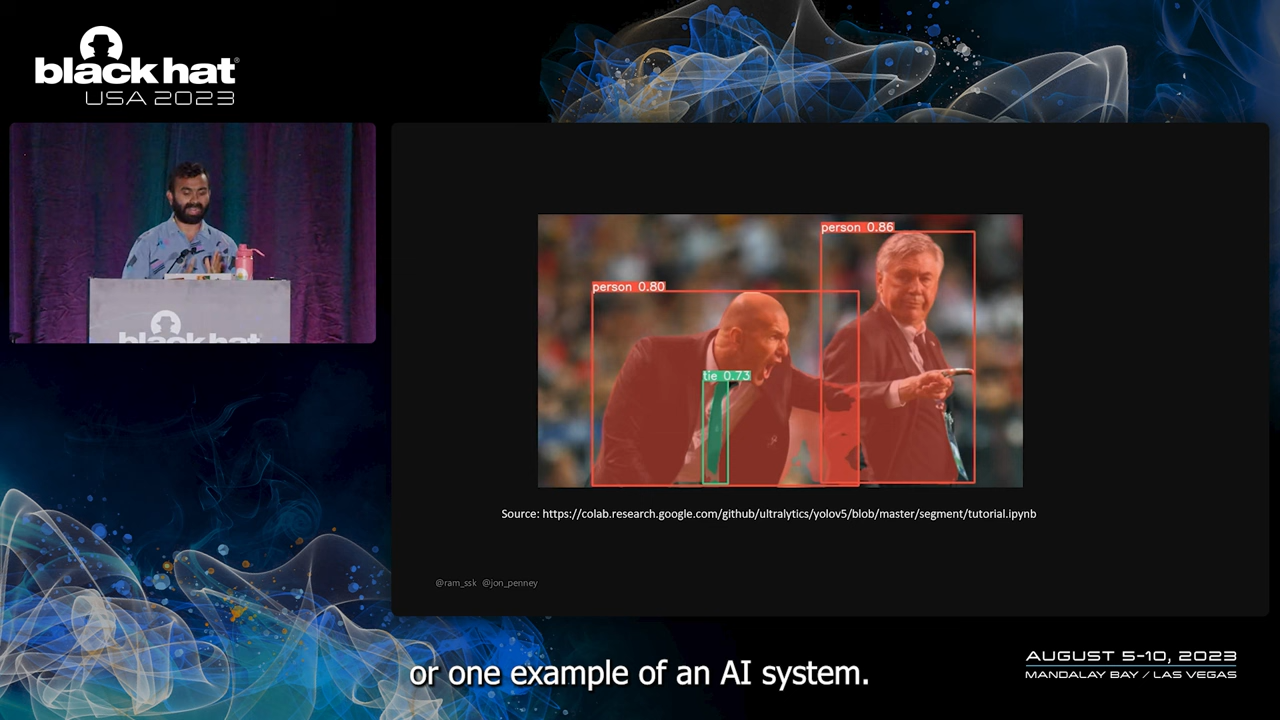 black hat®
USA 2023
black hat
person 0.86
person 0.80
tie 0.73
Source: https://colab.research.google.com/github/ultralytics/yolov5/blob/master/segment/tutorial.ipynb
@ram_ssk @jon_penney
or one example of an AI system.
AUGUST 5-10, 2023
MANDALAY BAY / LAS VEGAS